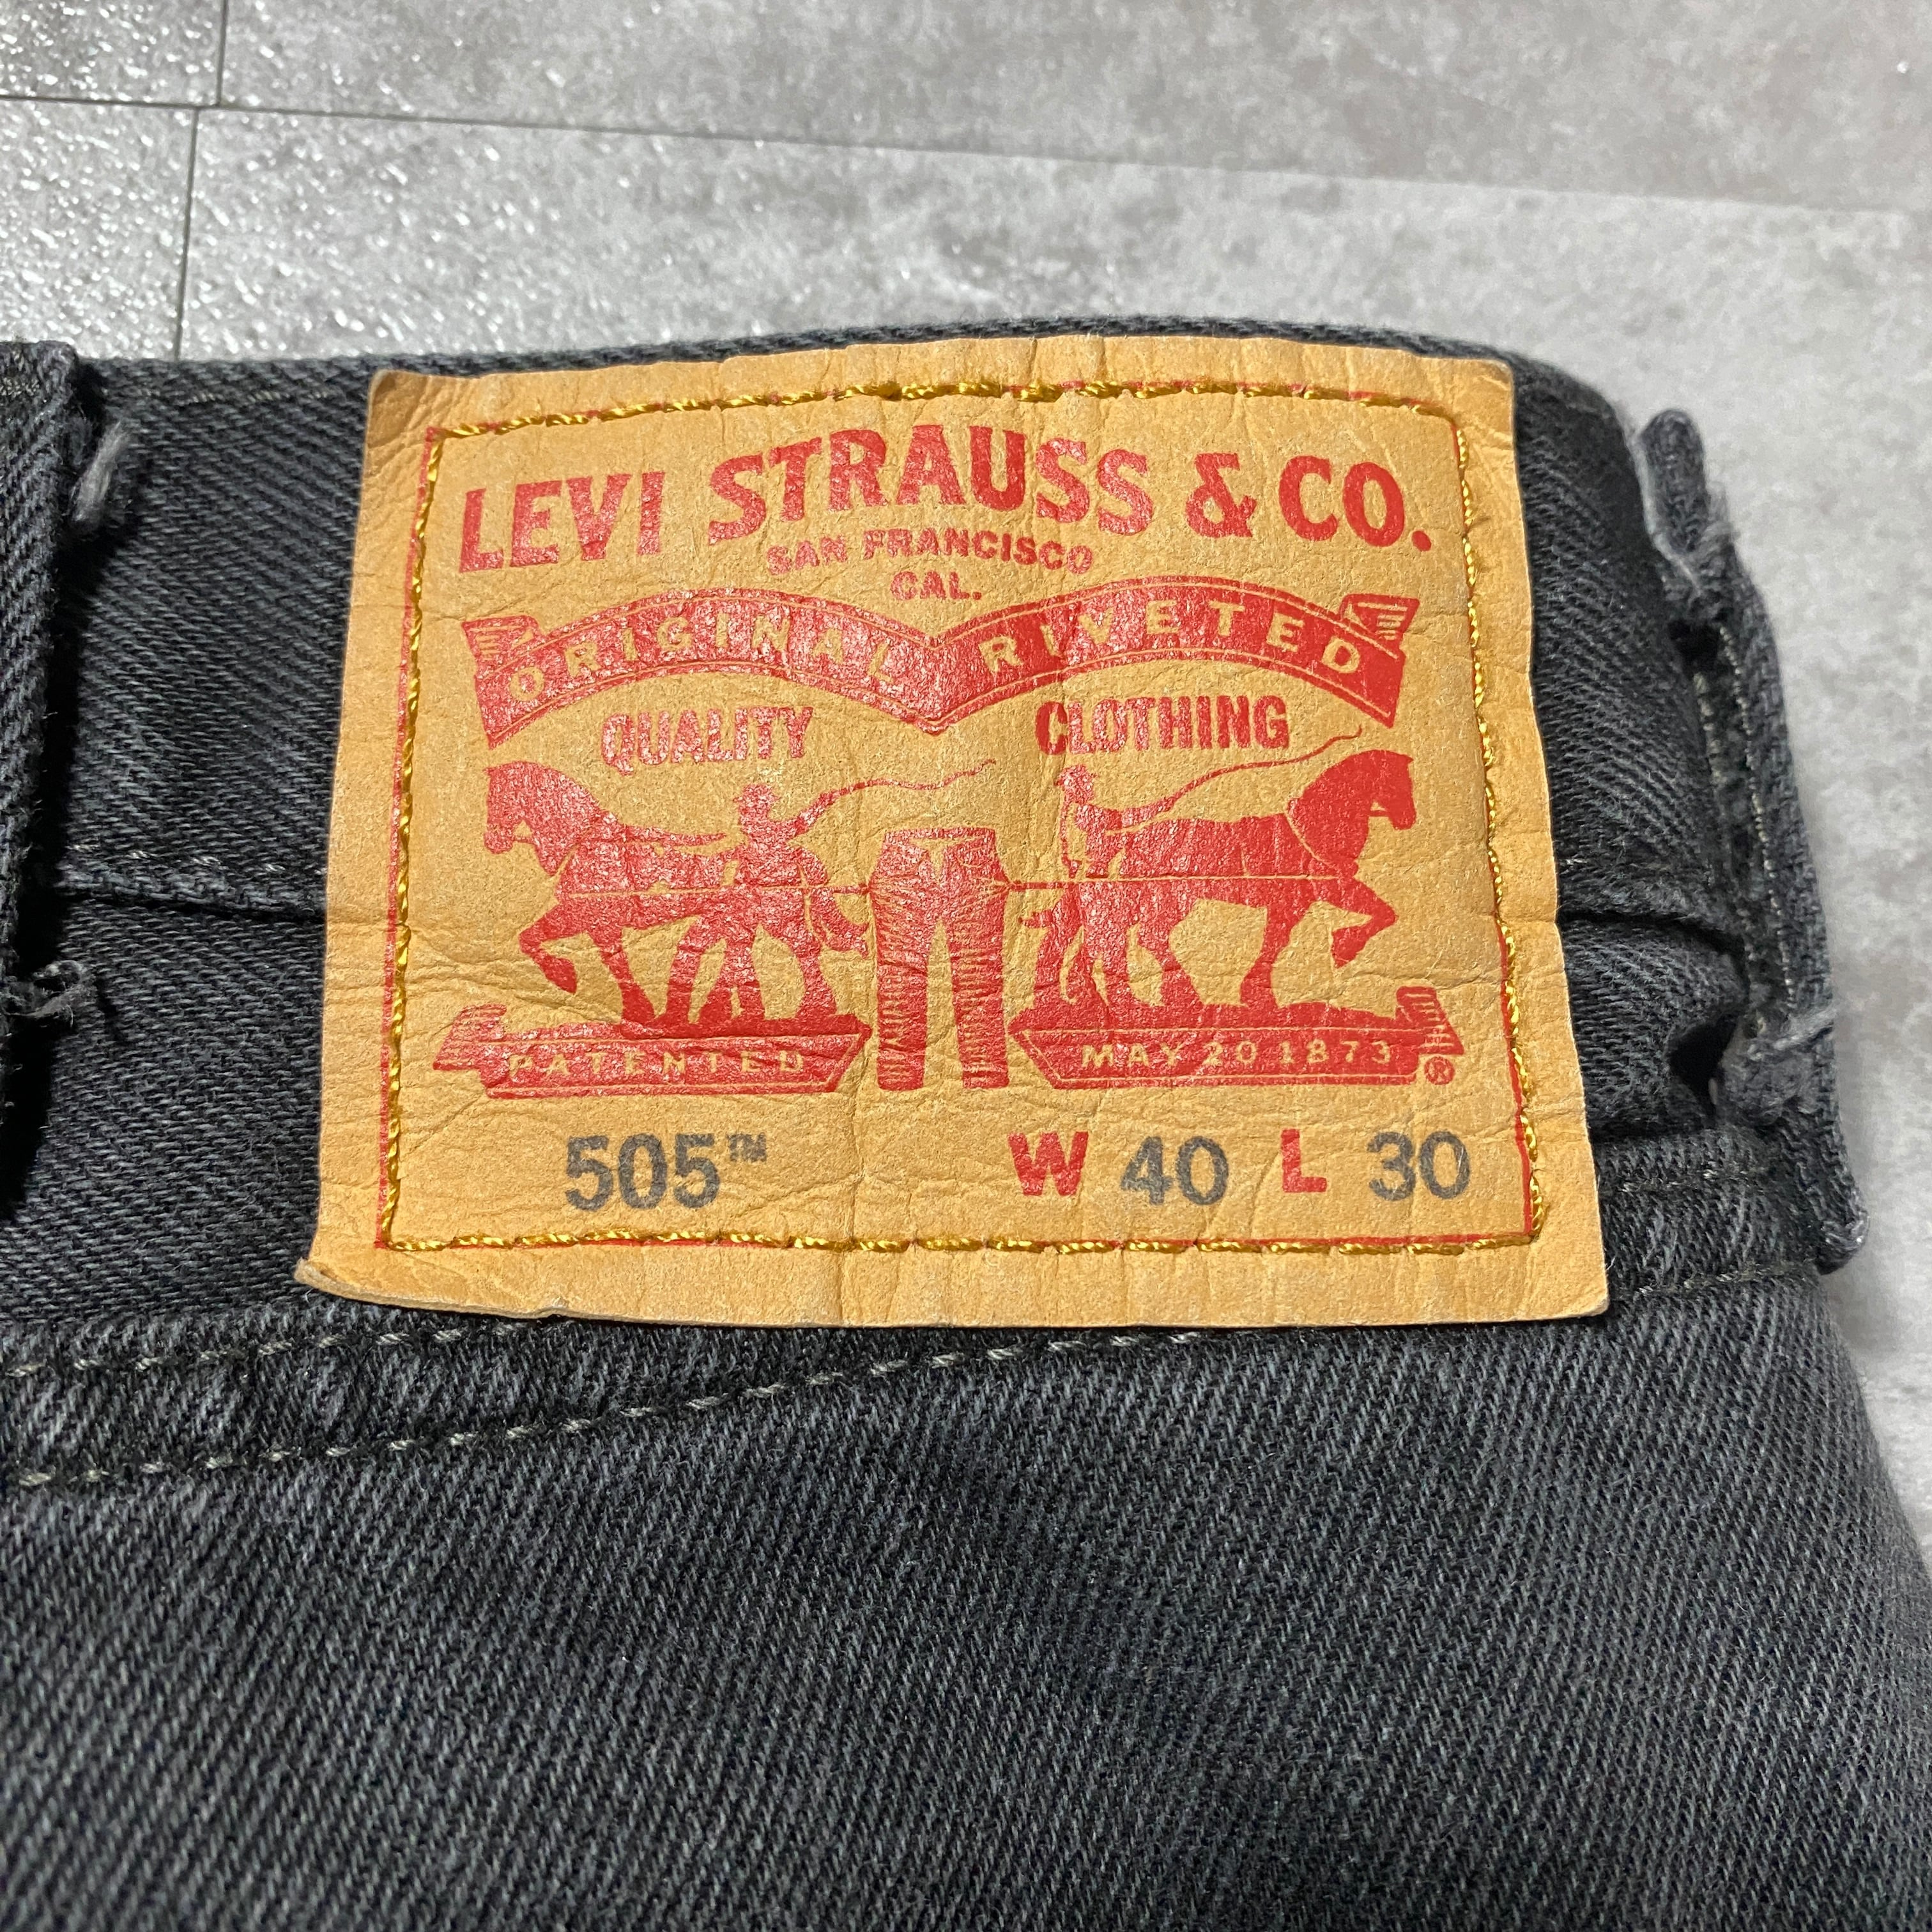 LEVI STRAUSS & CO.
SAN FRANCISCO
CAL.
ORIGINAL RIVETED
QUALITY CLOTHING
PATENTED MAY 20 1873 ®
505™ W 40 L 30